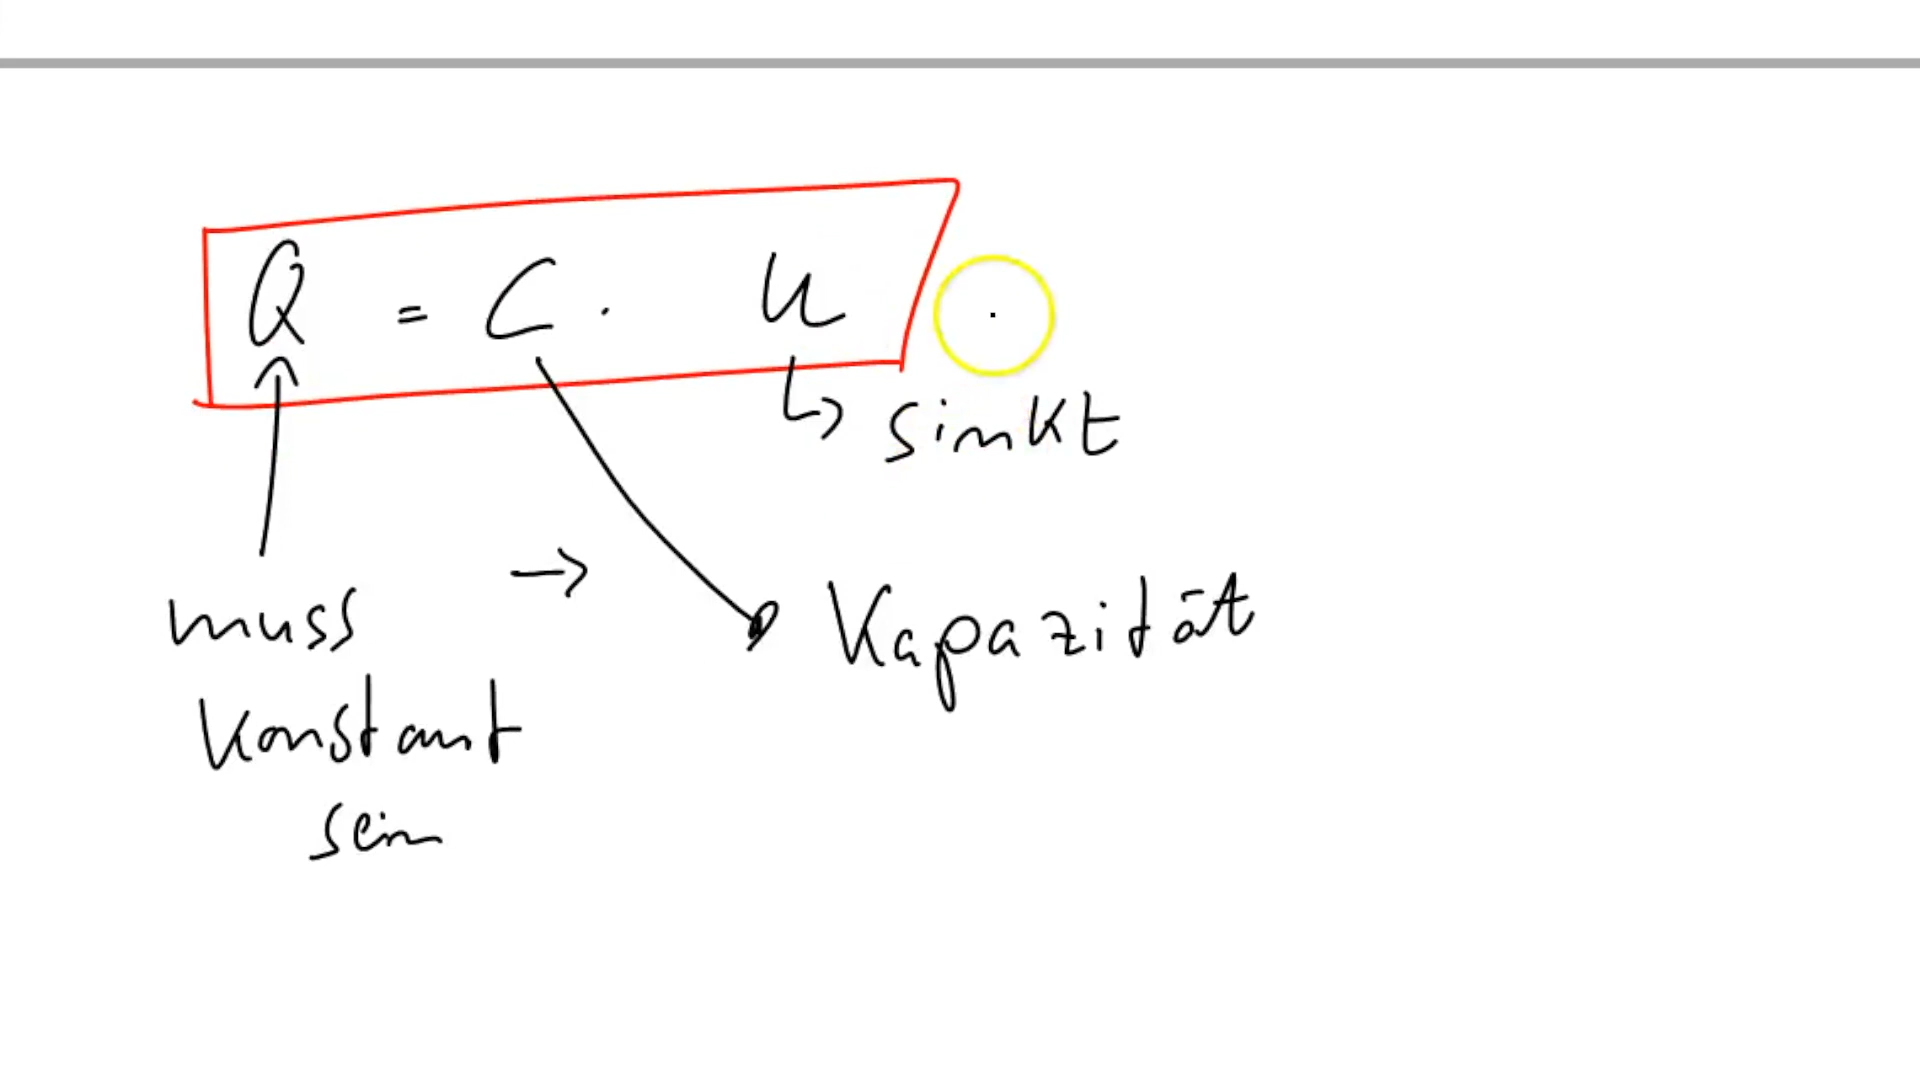 Q = C · U
↳ sinkt
muss → Kapazität
konstant
sein